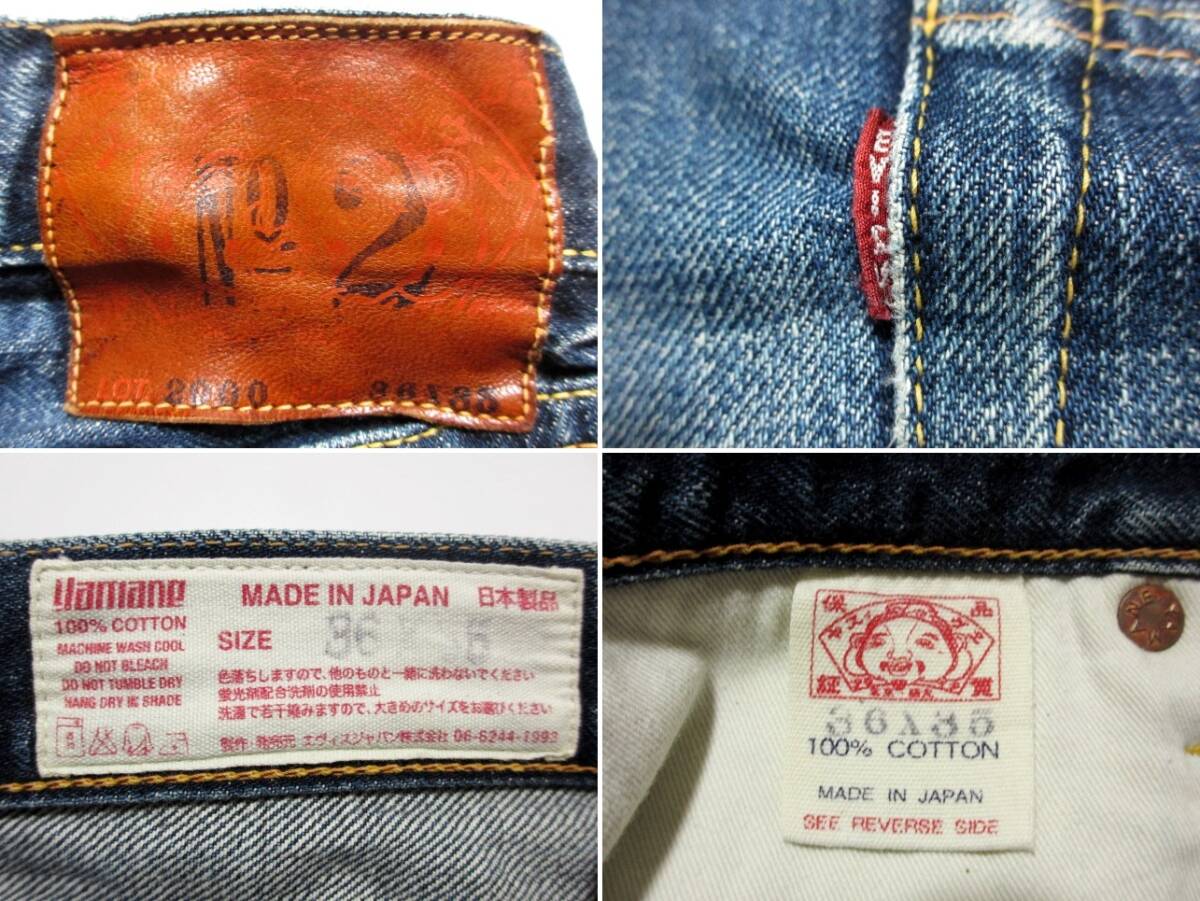 No. 2
LOT 2000 36X35
EVISU
Yamane
100% COTTON
MACHINE WASH COOL
DO NOT BLEACH
DO NOT TUMBLE DRY
HANG DRY IN SHADE
MADE IN JAPAN 日本製品
SIZE 36 5
色落ちしますので、他のものと一緒に洗わないでください
蛍光剤配合洗剤の使用禁止
洗濯で若干縮みますので、大きめのサイズをお選びください
製作・発売元 エヴィスジャパン株式会社 06-6244-1993
保 品
証 質
36X35
100% COTTON
MADE IN JAPAN
SEE REVERSE SIDE